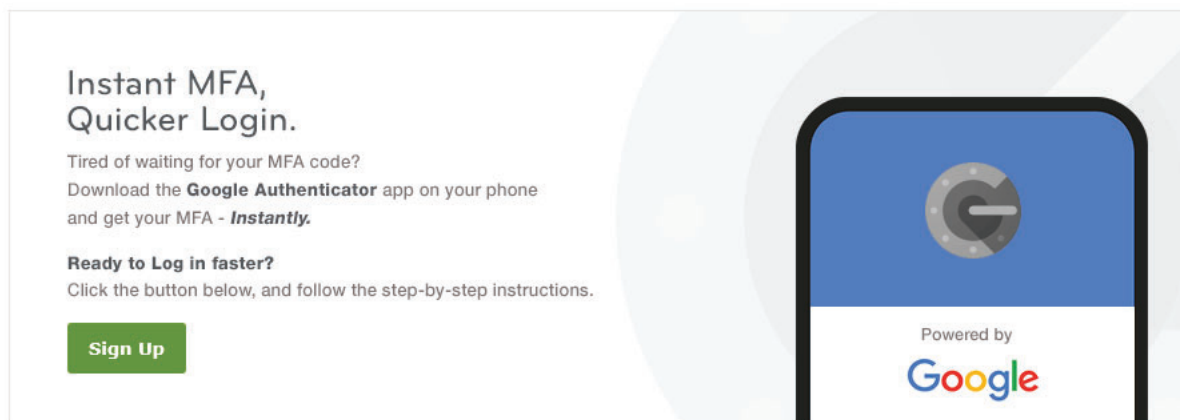 Instant MFA,
Quicker Login.
Tired of waiting for your MFA code?
Download the Google Authenticator app on your phone
and get your MFA - Instantly.
Ready to Log in faster?
Click the button below, and follow the step-by-step instructions.
Sign Up
Powered by
Google